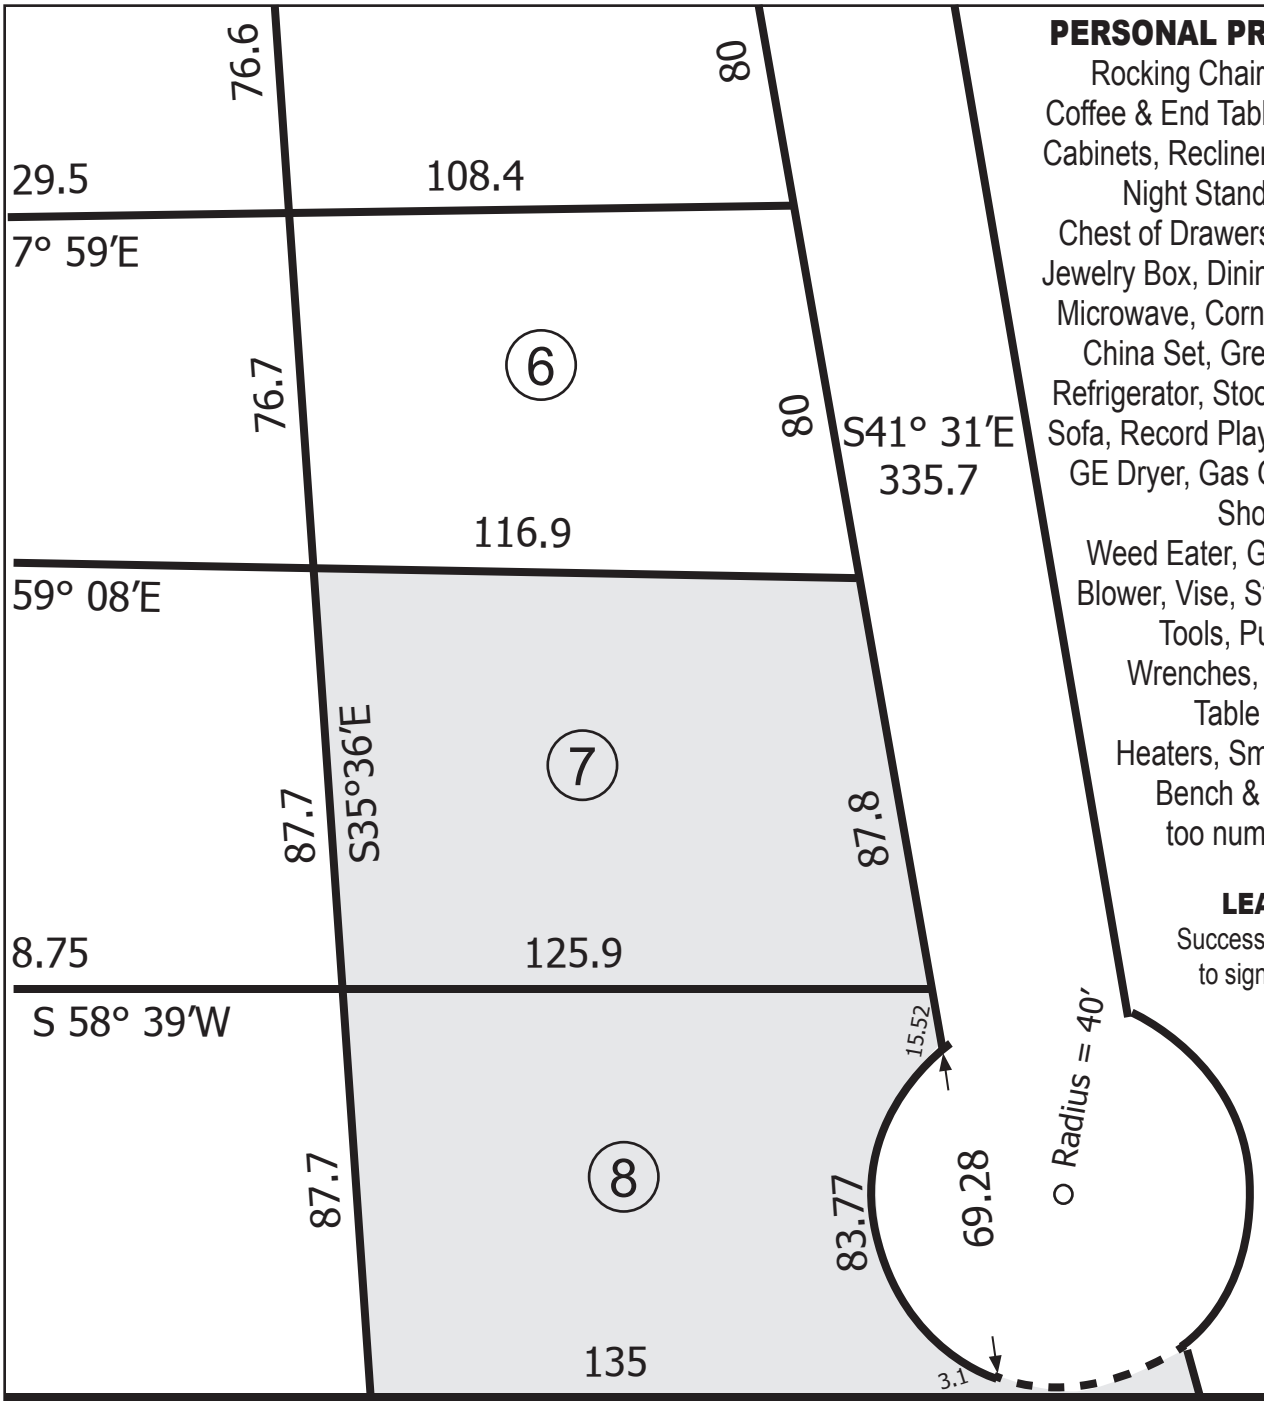 76.6
80
29.5
108.4
7° 59'E
6
76.7
80
S41° 31'E
335.7
116.9
59° 08'E
7
87.7
S35°36'E
87.8
8.75
125.9
S 58° 39'W
15.52
Radius = 40'
8
87.7
83.77
69.28
135
3.1
PERSONAL PR
Rocking Chair
Coffee & End Tabl
Cabinets, Recliner
Night Stand
Chest of Drawers
Jewelry Box, Dinin
Microwave, Corn
China Set, Gre
Refrigerator, Stoo
Sofa, Record Play
GE Dryer, Gas
Sho
Weed Eater, G
Blower, Vise, St
Tools, Pu
Wrenches,
Table
Heaters, Sm
Bench &
too num
LEA
Success
to sign